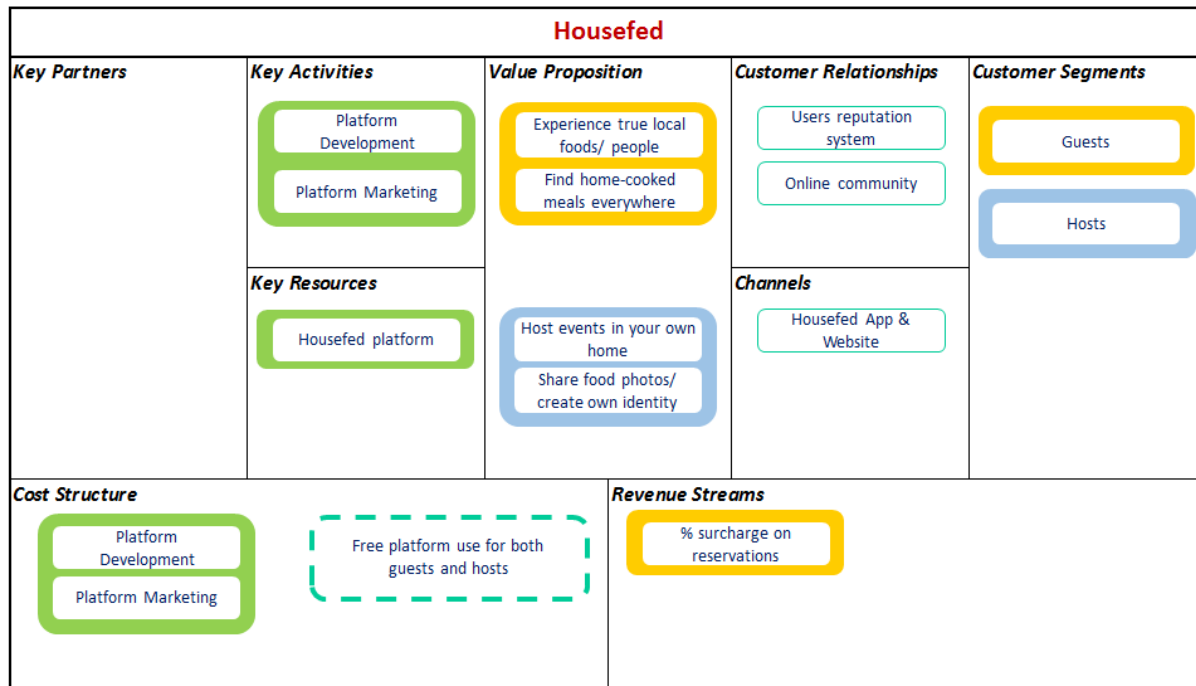 Housefed
Key Partners
Key Activities
Platform
Development
Platform Marketing
Key Resources
Housefed platform
Value Proposition
Experience true local
foods/ people
Find home-cooked
meals everywhere
Host events in your own
home
Share food photos/
create own identity
Customer Relationships
Users reputation
system
Online community
Channels
Housefed App &
Website
Customer Segments
Guests
Hosts
Cost Structure
Platform
Development
Platform Marketing
Free platform use for both
guests and hosts
Revenue Streams
% surcharge on
reservations